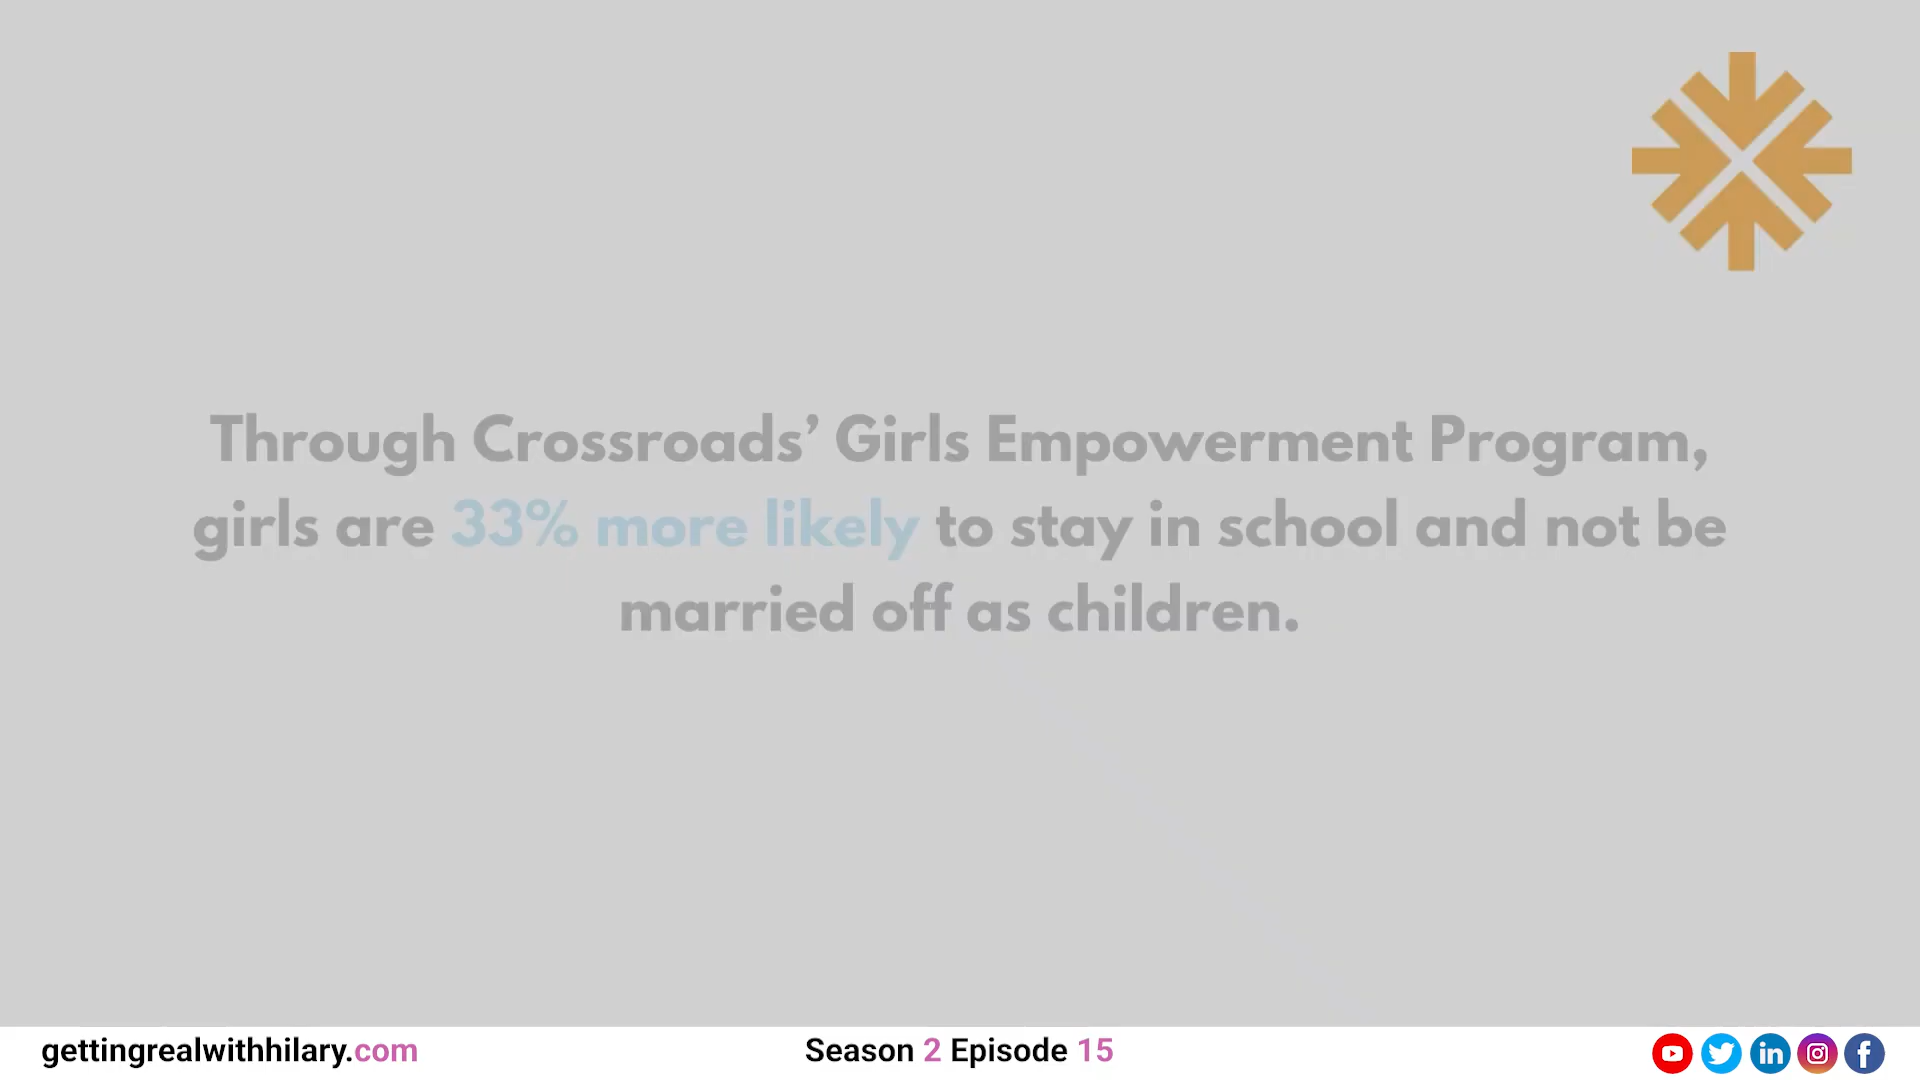 Through Crossroads’ Girls Empowerment Program,
girls are 33% more likely to stay in school and not be
married off as children.
gettingrealwithhilary.com
Season 2 Episode 15